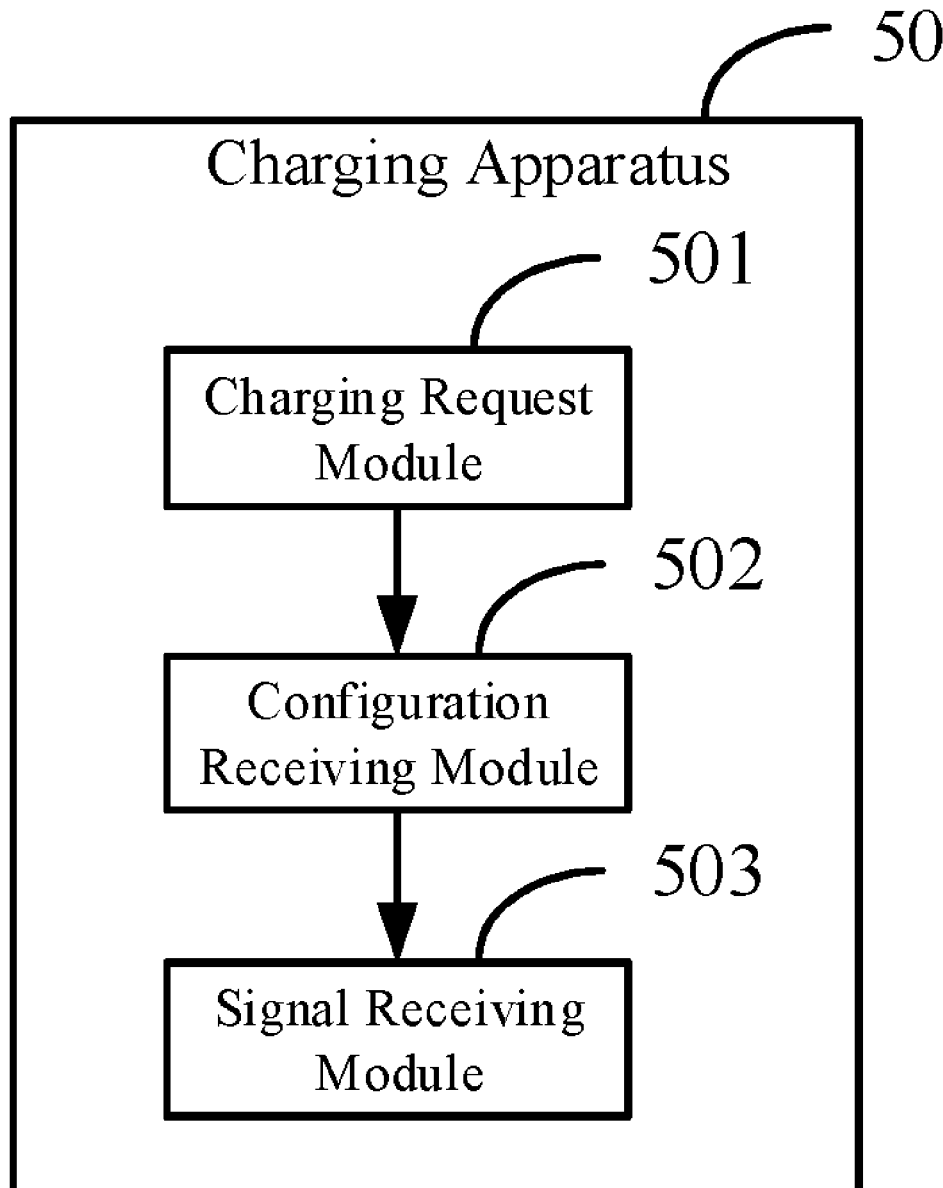 50
Charging Apparatus
501
Charging Request
Module
502
Configuration
Receiving Module
503
Signal Receiving
Module